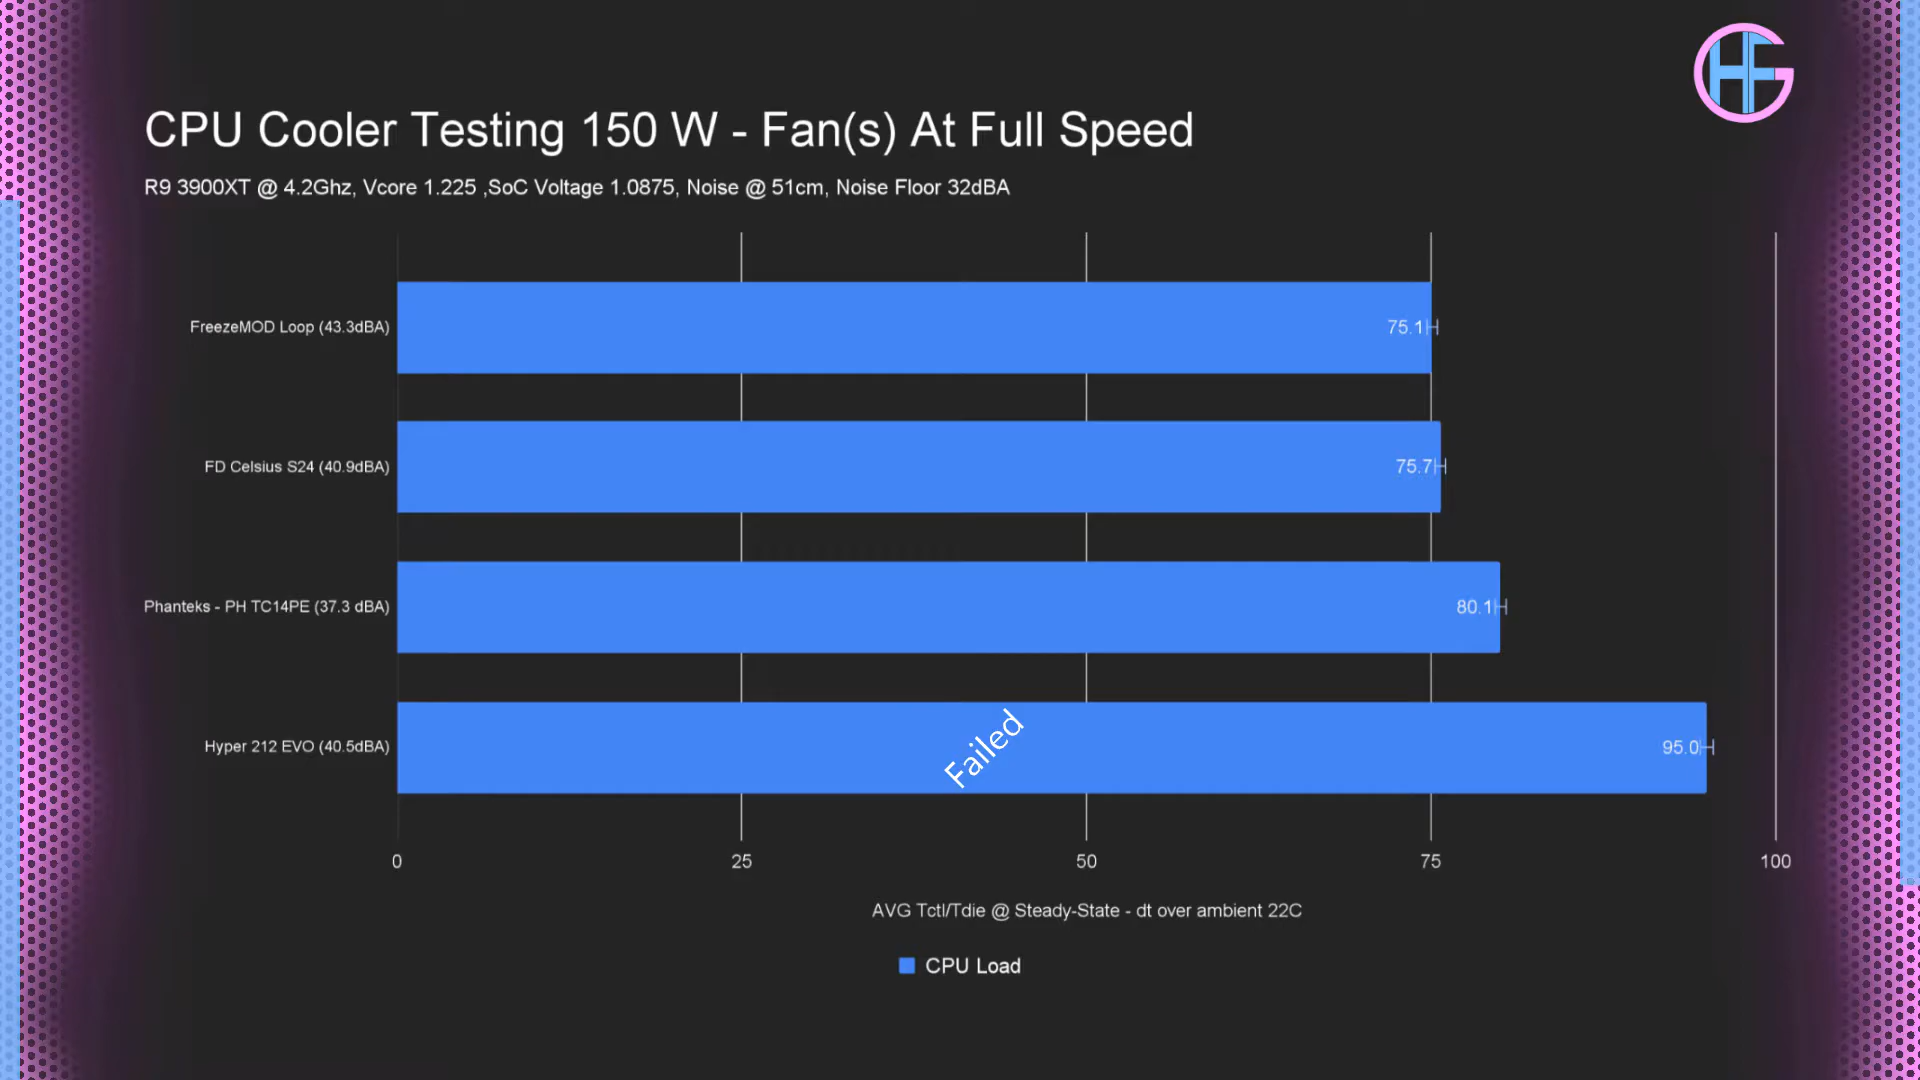 HFG
CPU Cooler Testing 150 W - Fan(s) At Full Speed
R9 3900XT @ 4.2Ghz, Vcore 1.225 ,SoC Voltage 1.0875, Noise @ 51cm, Noise Floor 32dBA
FreezeMOD Loop (43.3dBA)
75.1
FD Celsius S24 (40.9dBA)
75.7
Phanteks - PH TC14PE (37.3 dBA)
80.1
Hyper 212 EVO (40.5dBA)
Failed
95.0
0
25
50
75
100
AVG Tctl/Tdie @ Steady-State - dt over ambient 22C
CPU Load